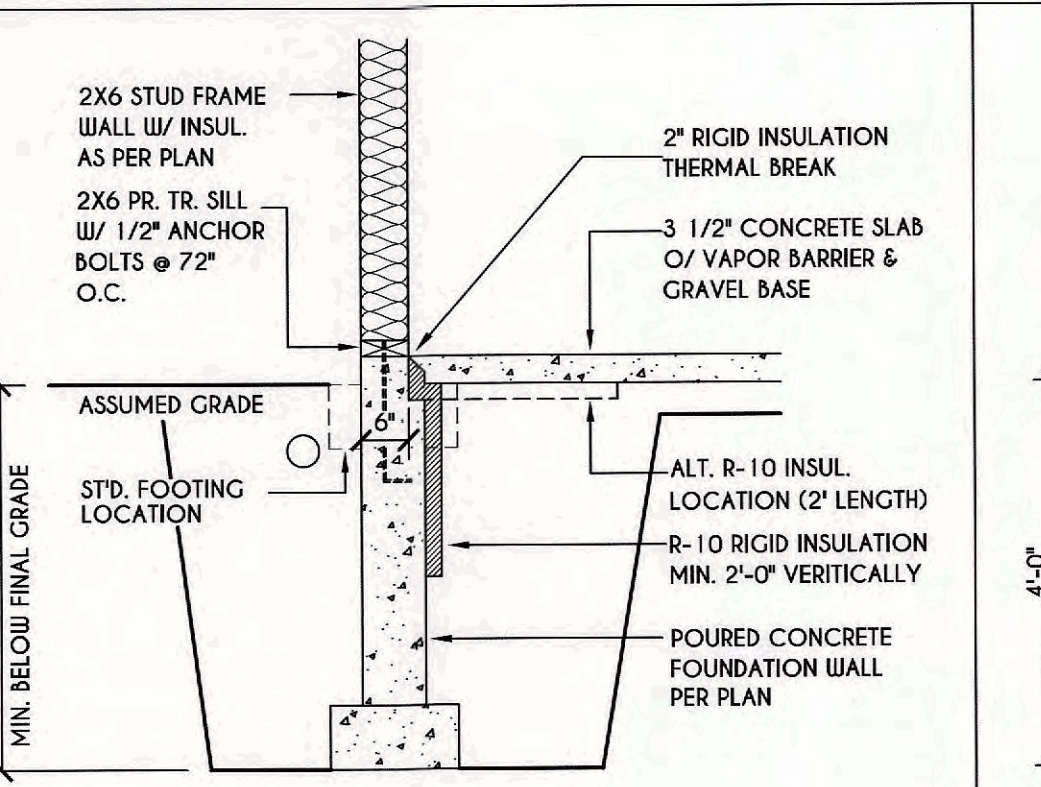 2X6 STUD FRAME
WALL W/ INSUL.
AS PER PLAN
2X6 PR. TR. SILL
W/ 1/2" ANCHOR
BOLTS @ 72"
O.C.
ASSUMED GRADE
ST'D. FOOTING
LOCATION
MIN. BELOW FINAL GRADE
6"
2" RIGID INSULATION
THERMAL BREAK
3 1/2" CONCRETE SLAB
O/ VAPOR BARRIER &
GRAVEL BASE
ALT. R-10 INSUL.
LOCATION (2' LENGTH)
R-10 RIGID INSULATION
MIN. 2'-0" VERITICALLY
POURED CONCRETE
FOUNDATION WALL
PER PLAN
4'-0"